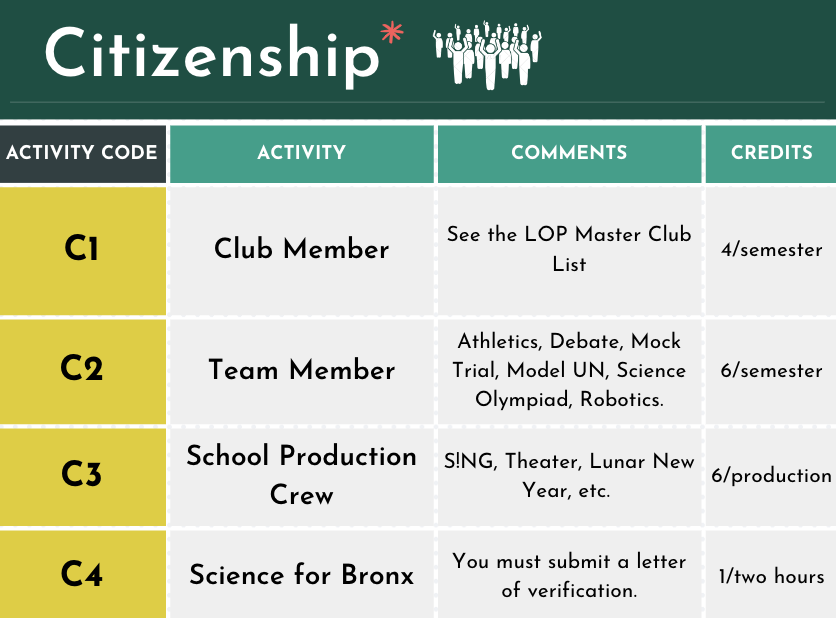 Citizenship*
ACTIVITY CODE
ACTIVITY
COMMENTS
CREDITS
C1
Club Member
See the LOP Master Club
List
4/semester
C2
Team Member
Athletics, Debate, Mock
Trial, Model UN, Science
Olympiad, Robotics.
6/semester
C3
School Production
Crew
S!NG, Theater, Lunar New
Year, etc.
6/production
C4
Science for Bronx
You must submit a letter
of verification.
1/two hours